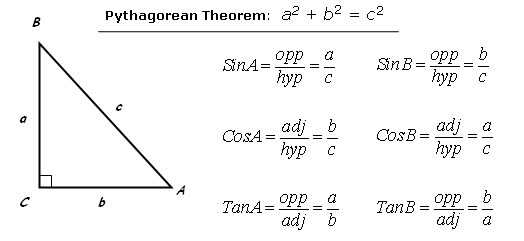 Pythagorean Theorem: a² + b² = c²
B
a
c
C
b
A
SinA = opp/hyp = a/c
SinB = opp/hyp = b/c
CosA = adj/hyp = b/c
CosB = adj/hyp = a/c
TanA = opp/adj = a/b
TanB = opp/adj = b/a